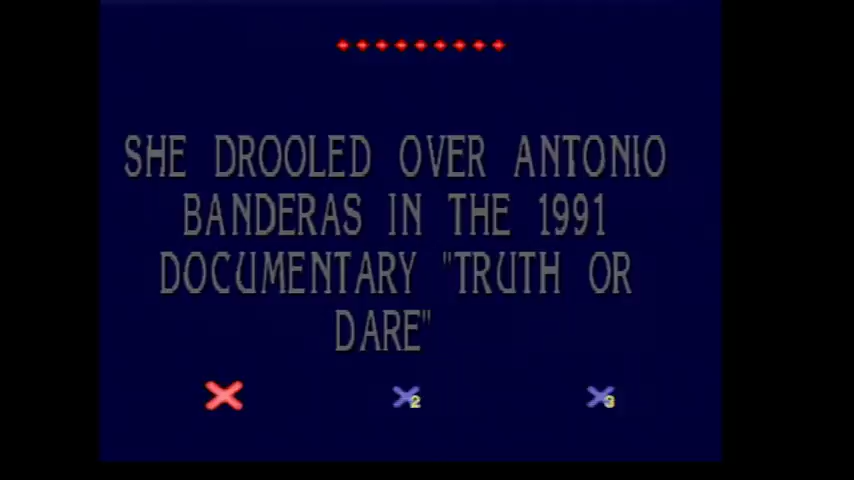 SHE DROOLED OVER ANTONIO
BANDERAS IN THE 1991
DOCUMENTARY "TRUTH OR
DARE"
2 3